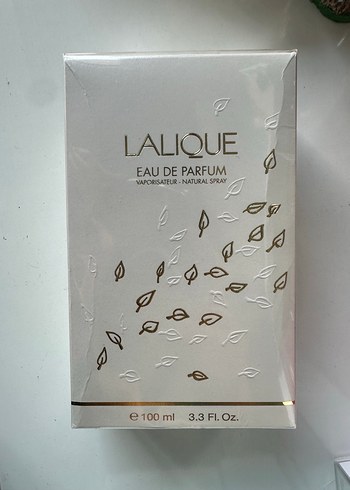 LALIQUE
EAU DE PARFUM
VAPORISATEUR - NATURAL SPRAY
℮ 100 ml 3.3 Fl. Oz.